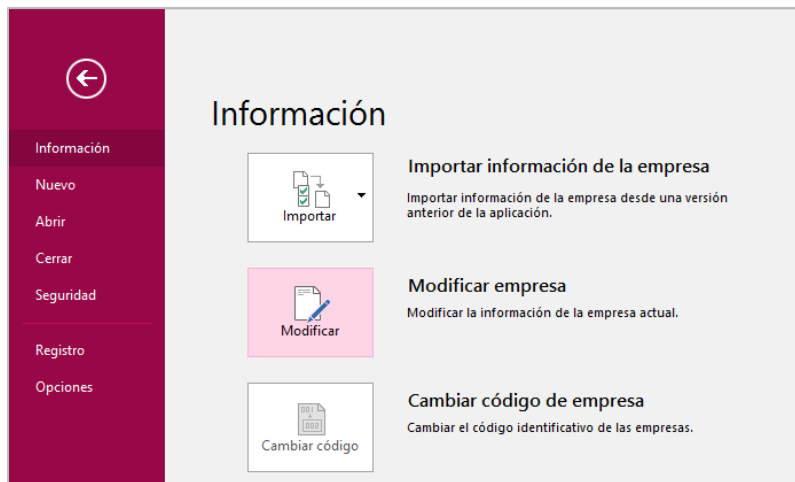 Información
Información
Nuevo
Abrir
Cerrar
Seguridad
Registro
Opciones
Importar
Importar información de la empresa
Importar información de la empresa desde una versión
anterior de la aplicación.
Modificar
Modificar empresa
Modificar la información de la empresa actual.
001
002
Cambiar código
Cambiar código de empresa
Cambiar el código identificativo de las empresas.